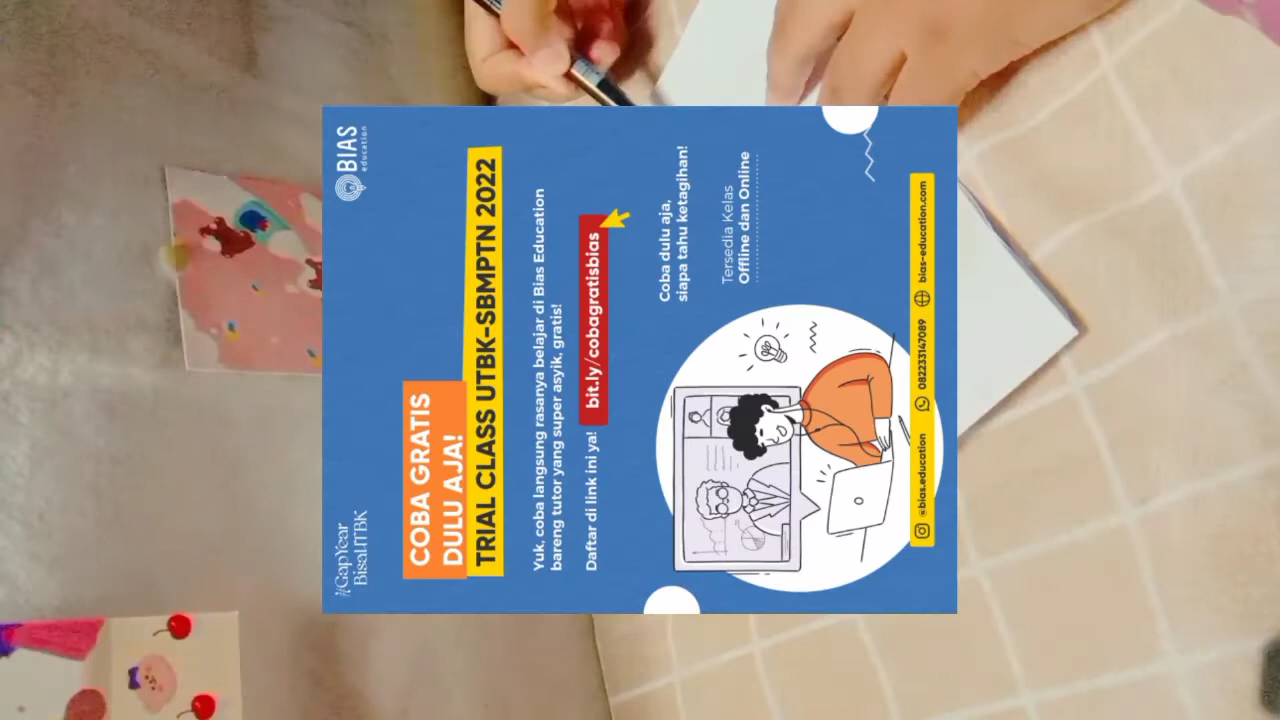 #GapYear
BisaUTBK
BIAS
education
COBA GRATIS
DULU AJA!
TRIAL CLASS UTBK-SBMPTN 2022
Yuk, coba langsung rasanya belajar di Bias Education
bareng tutor yang super asyik, gratis!
Daftar di link ini ya! bit.ly/cobagratisbias
Coba dulu aja,
siapa tahu ketagihan!
Tersedia Kelas
Offline dan Online
@bias.education 082233147089 bias-education.com